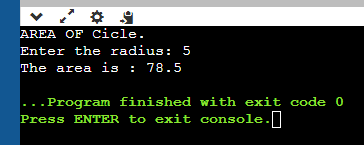 AREA OF Cicle.
Enter the radius: 5
The area is : 78.5
...Program finished with exit code 0
Press ENTER to exit console.